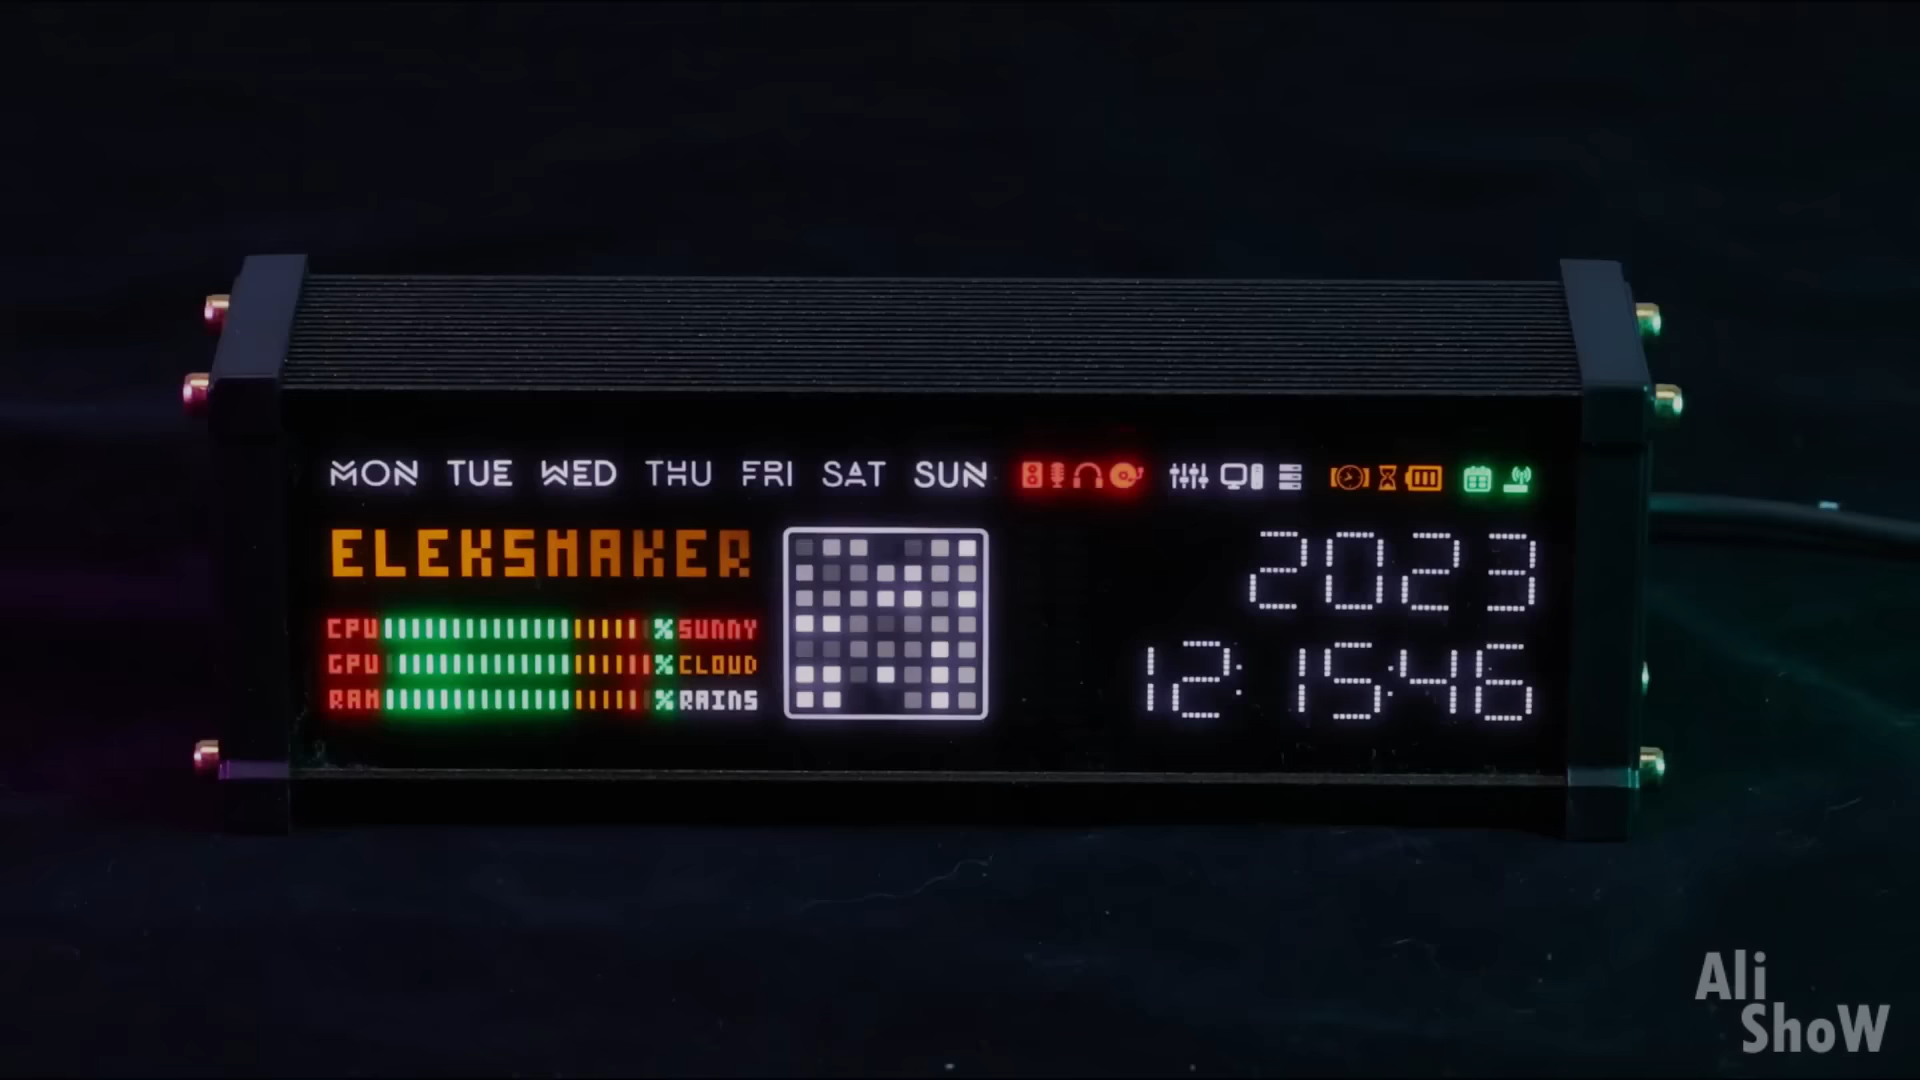 MON TUE WED THU FRI SAT SUN
ELEKSMAKER
CPU % SUNNY
GPU % CLOUD
RAM % RAINS
2023
12:15:46
Ali
ShoW